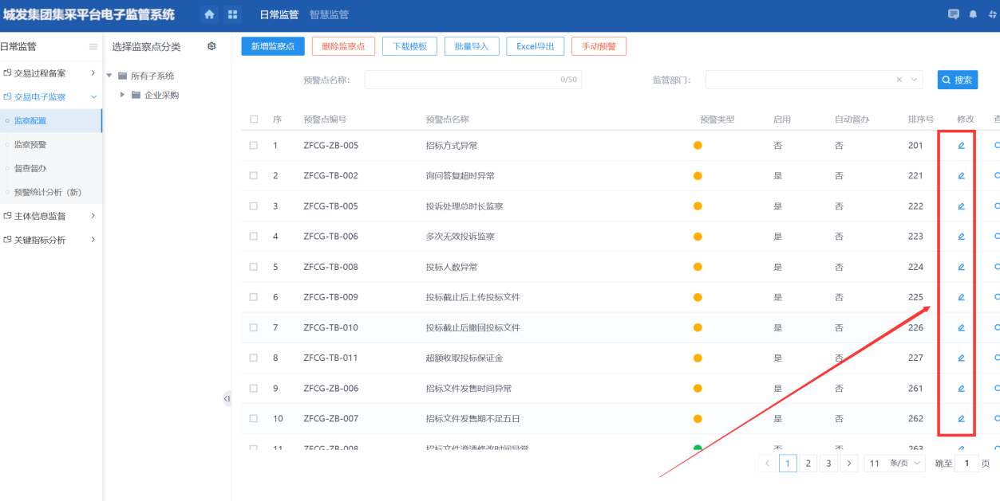 城发集团集采平台电子监管系统
日常监管 智慧监管
日常监管
交易过程备案
交易电子监察
监察配置
监察预警
督查督办
预警统计分析（新）
主体信息监督
关键指标分析
选择监察点分类
所有子系统
企业采购
新增监察点 删除监察点 下载模板 批量导入 Excel导出 手动预警
预警点名称: 0/50 监管部门: 搜索
序 预警点编号 预警点名称 预警类型 启用 自动督办 排序号 修改
1 ZFCG-ZB-005 招标方式异常 否 否 201
2 ZFCG-TB-002 询问答复超时异常 是 否 221
3 ZFCG-TB-005 投诉处理总时长监察 是 否 222
4 ZFCG-TB-006 多次无效投诉监察 是 否 223
5 ZFCG-TB-008 投标人数异常 是 否 224
6 ZFCG-TB-009 投标截止后上传投标文件 是 否 225
7 ZFCG-TB-010 投标截止后撤回投标文件 是 否 226
8 ZFCG-TB-011 超额收取投标保证金 是 否 227
9 ZFCG-ZB-006 招标文件发售时间异常 是 否 261
10 ZFCG-ZB-007 招标文件发售期不足五日 是 否 262
11 ZFCG-ZB-008 招标文件澄清修改时间异常 否 否 263
1 2 3 11 条/页 跳至 1 页